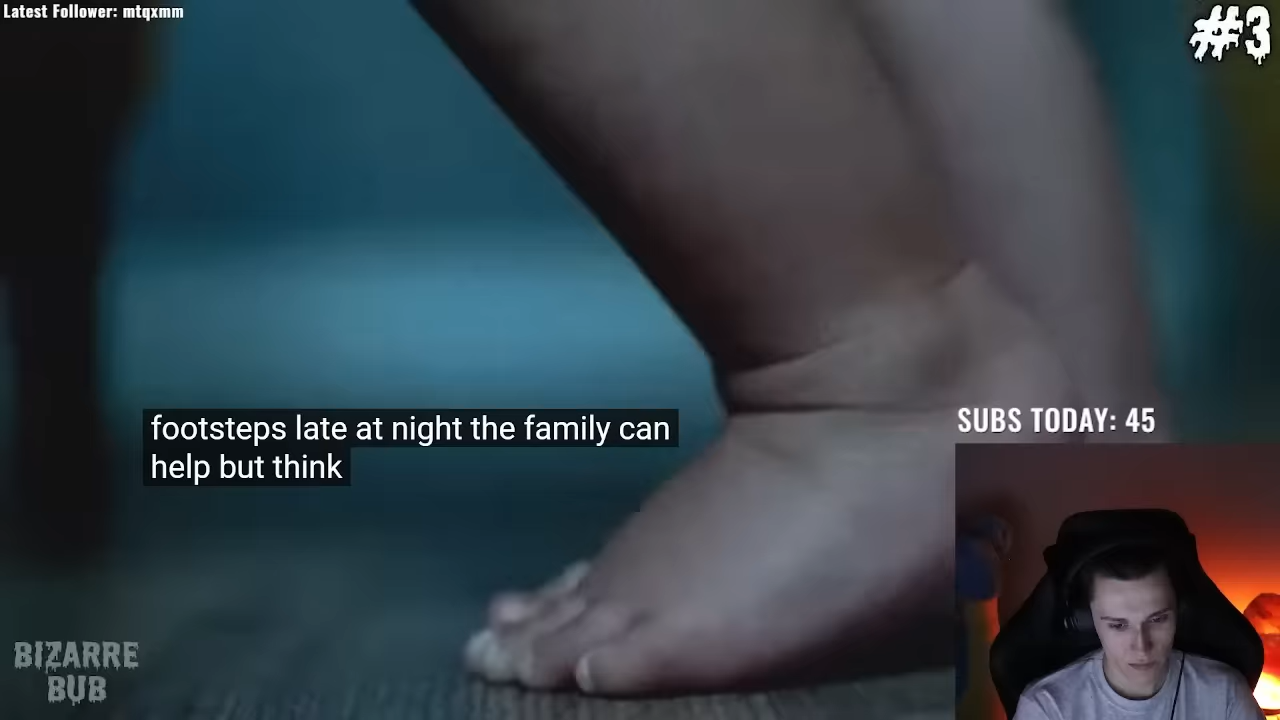 Latest Follower: mtqxmm
#3
footsteps late at night the family can
help but think
SUBS TODAY: 45
BIZARRE
BUB